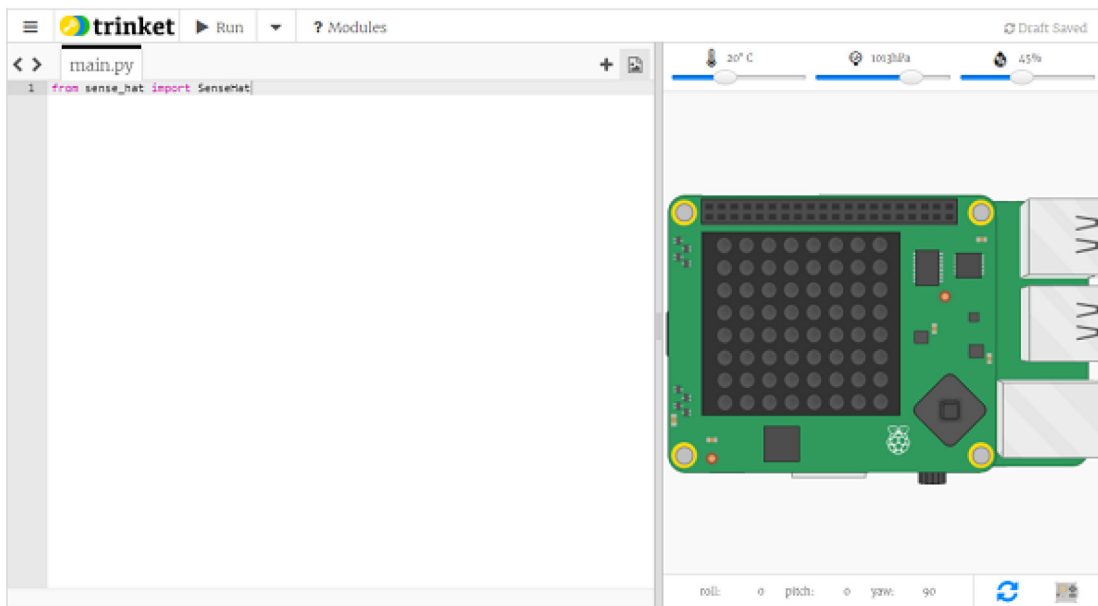 trinket Run ? Modules Draft Saved
main.py
20° C 1013hPa 45%
1 from sense_hat import SenseHat
roll: 0 pitch: 0 yaw: 90